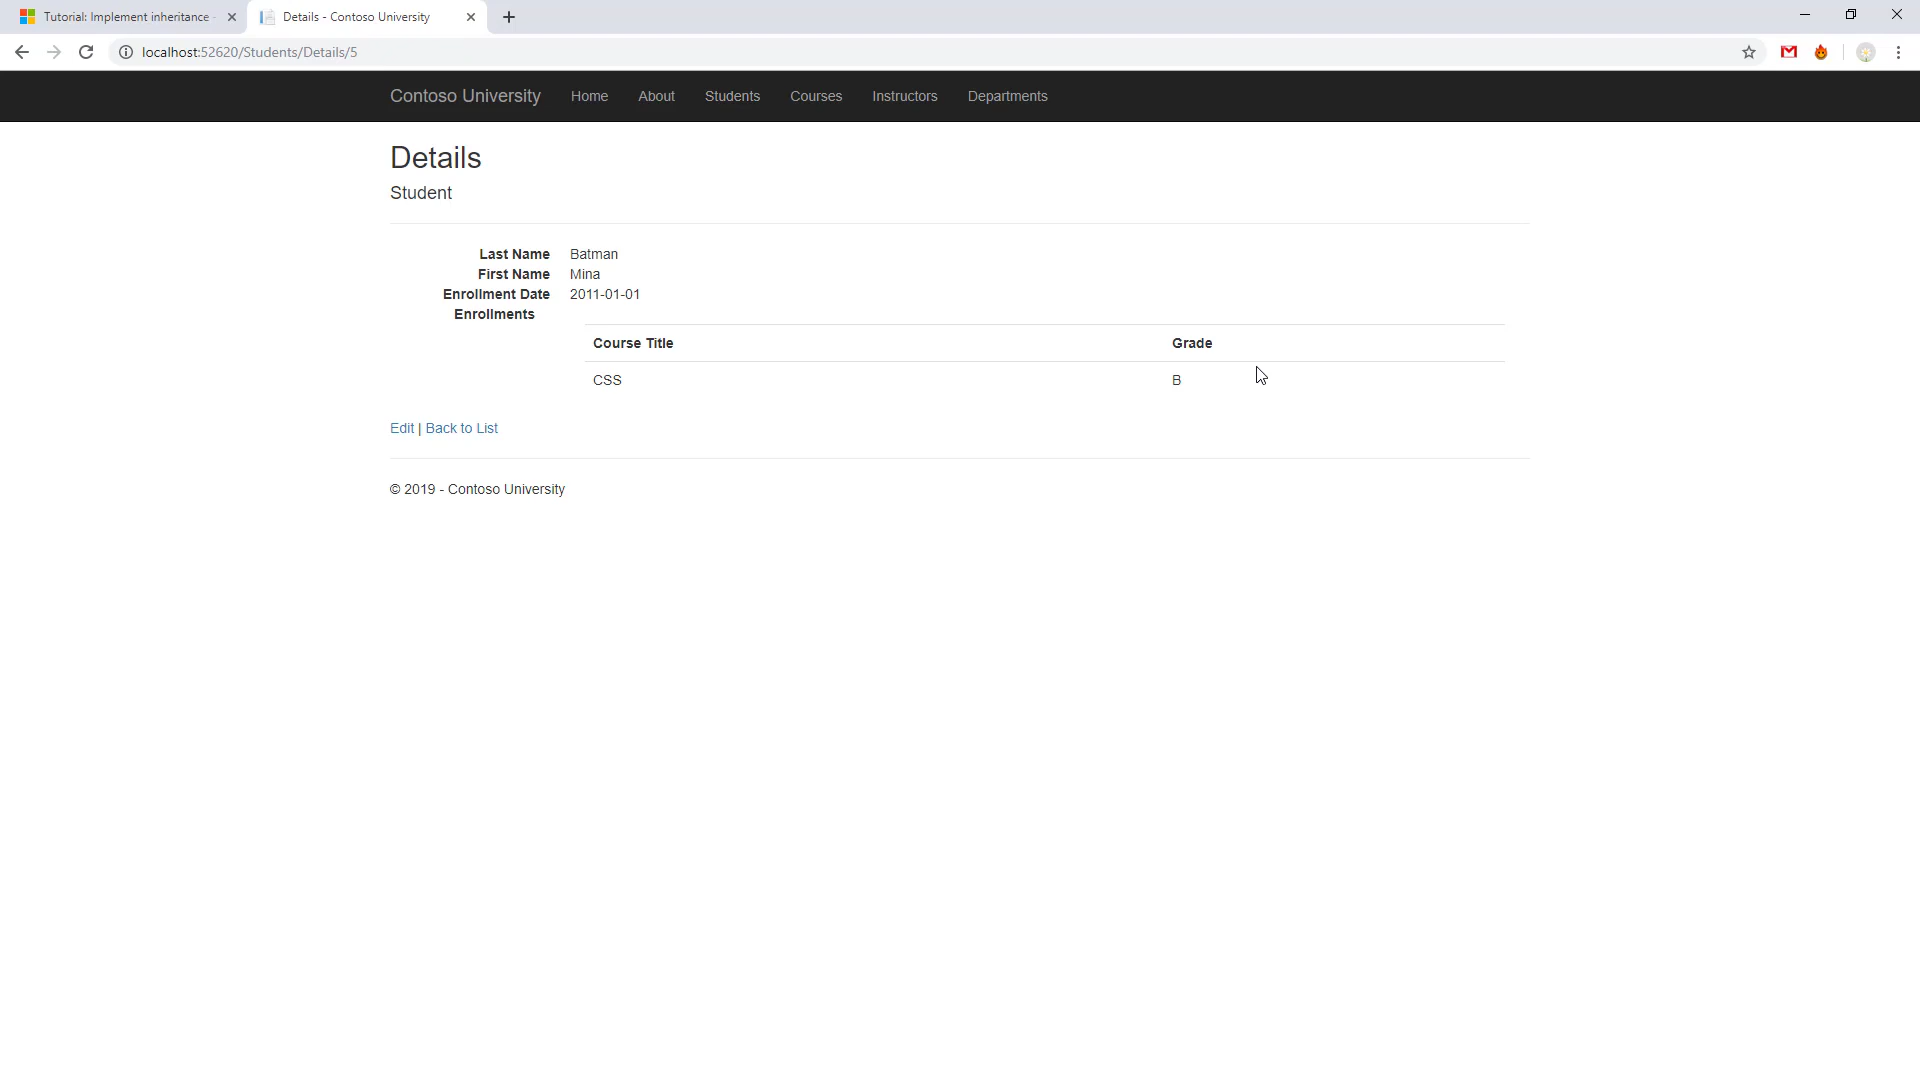 Tutorial: Implement inheritance
Details - Contoso University
localhost:52620/Students/Details/5
Contoso University Home About Students Courses Instructors Departments
Details
Student
Last Name Batman
First Name Mina
Enrollment Date 2011-01-01
Enrollments
Course Title Grade
CSS B
Edit | Back to List
© 2019 - Contoso University